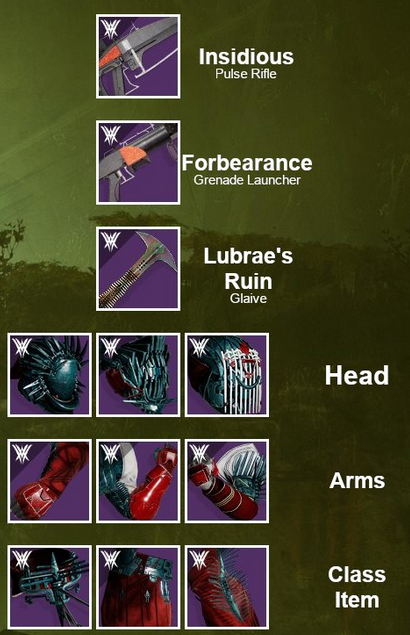 Insidious
Pulse Rifle
Forbearance
Grenade Launcher
Lubrae's
Ruin
Glaive
Head
Arms
Class
Item